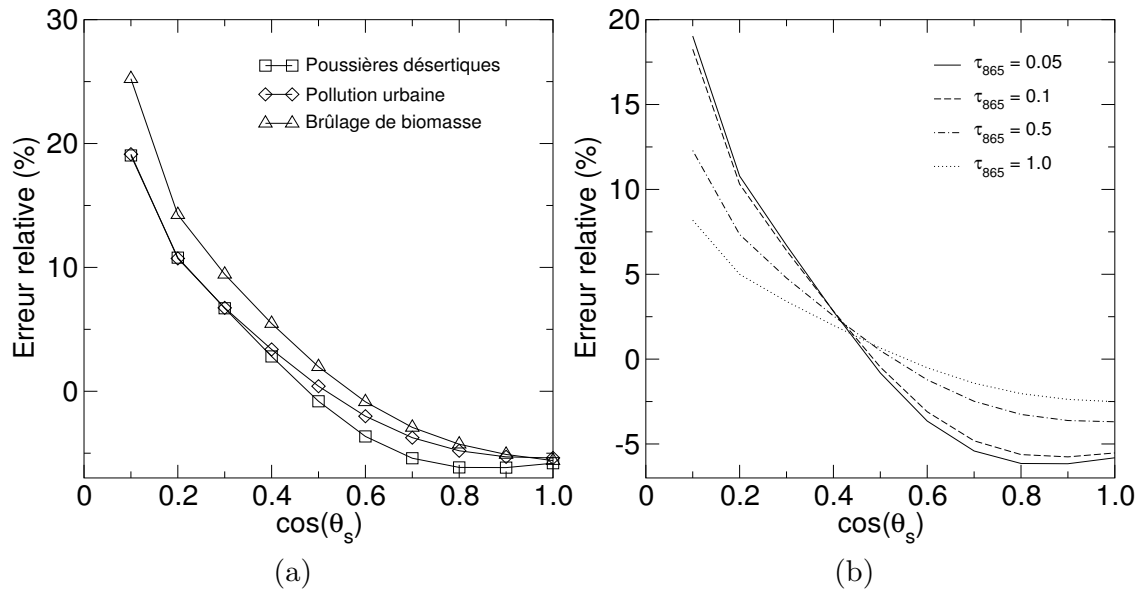 30
20
10
0
Erreur relative (%)
Poussières désertiques
Pollution urbaine
Brûlage de biomasse
0 0.2 0.4 0.6 0.8 1.0
cos(θs)
(a)
20
15
10
5
0
-5
Erreur relative (%)
τ865 = 0.05
τ865 = 0.1
τ865 = 0.5
τ865 = 1.0
0 0.2 0.4 0.6 0.8 1.0
cos(θs)
(b)